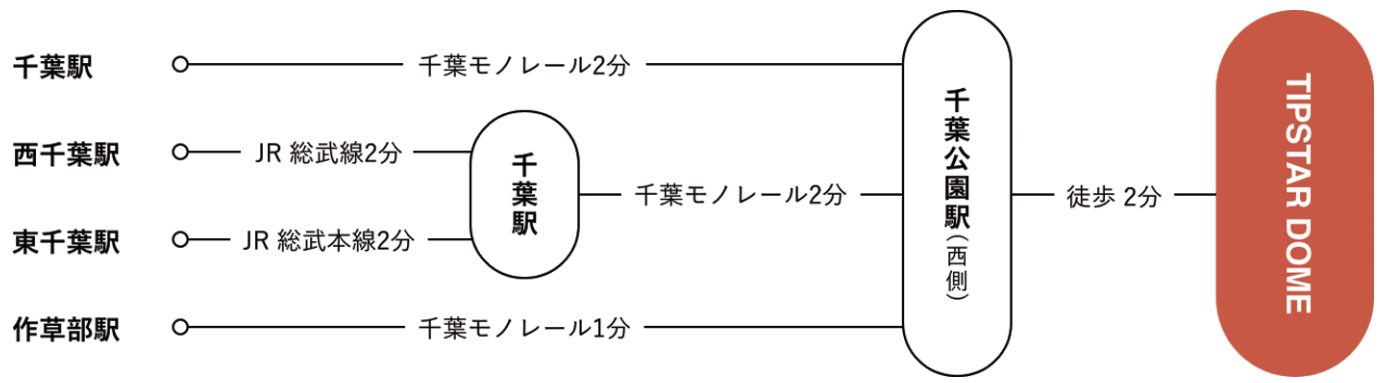 千葉駅
千葉モノレール2分
西千葉駅
JR 総武線2分
東千葉駅
JR 総武本線2分
千葉駅
千葉モノレール2分
作草部駅
千葉モノレール1分
千葉公園駅(西側)
徒歩 2分
TIPSTAR DOME